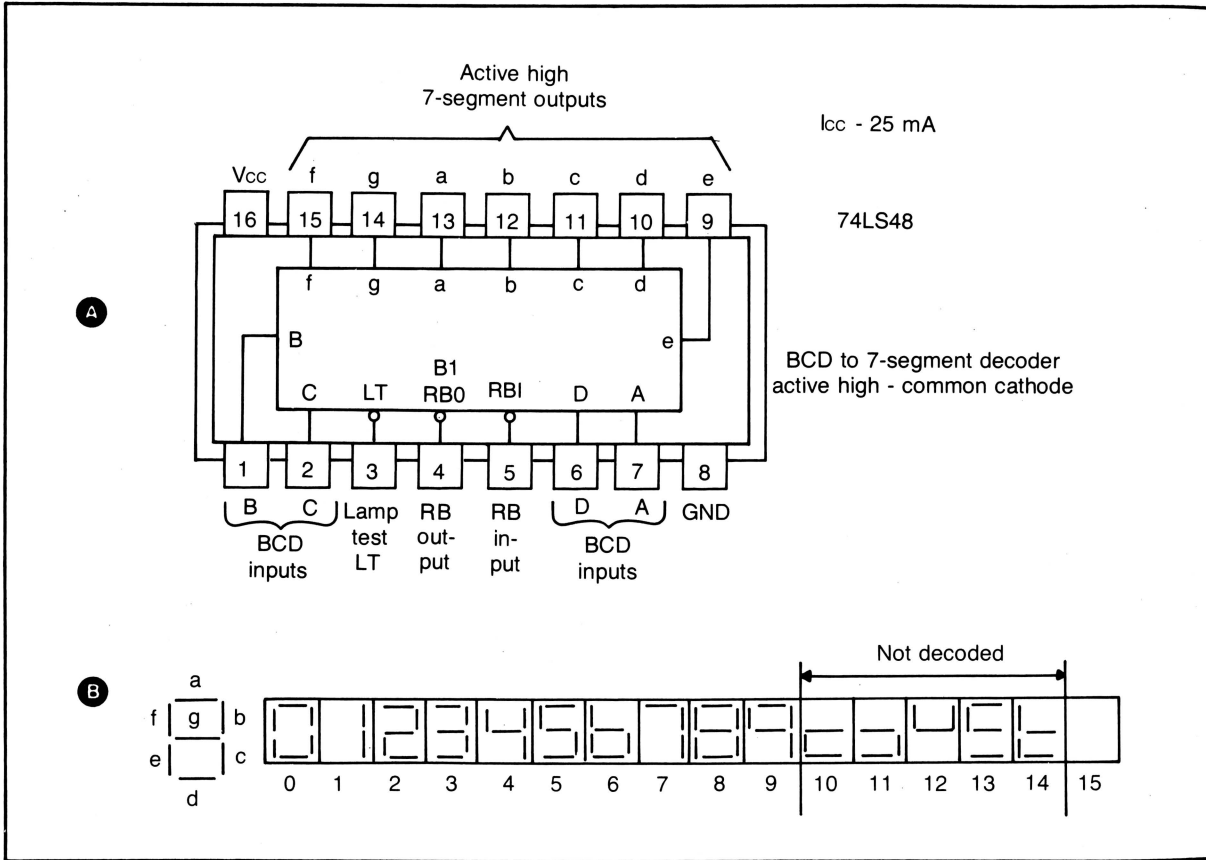 Active high
7-segment outputs
Icc - 25 mA
Vcc f g a b c d e
16 15 14 13 12 11 10 9
74LS48
f g a b c d
A
B e
BCD to 7-segment decoder
active high - common cathode
B1
C LT RB0 RBI D A
1 2 3 4 5 6 7 8
B C Lamp RB RB D A GND
test out- in-
LT put put
BCD BCD
inputs inputs
Not decoded
B
a
f g b
e c
d
0 1 2 3 4 5 6 7 8 9 10 11 12 13 14 15